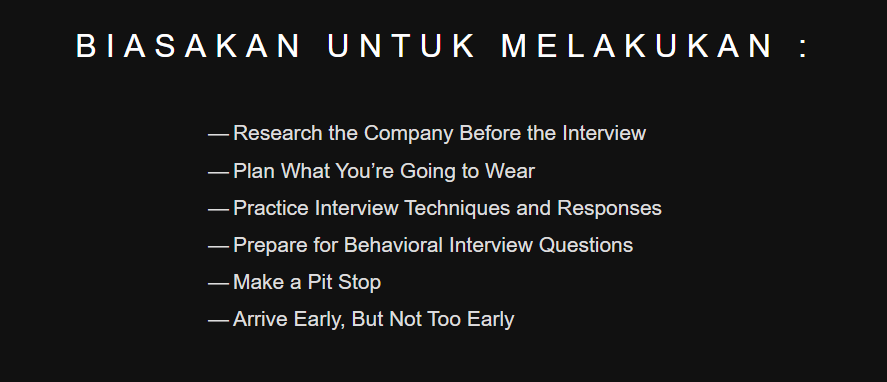 BIASAKAN UNTUK MELAKUKAN :
— Research the Company Before the Interview
— Plan What You’re Going to Wear
— Practice Interview Techniques and Responses
— Prepare for Behavioral Interview Questions
— Make a Pit Stop
— Arrive Early, But Not Too Early